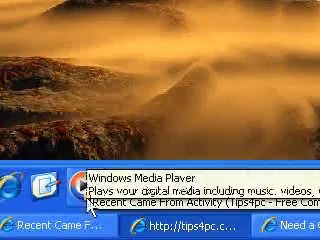 Windows Media Player
Plays your digital media including music, videos,
Recent Came From Activity (Tips4pc - Free Com
Recent Came F...
http://tips4pc.c...
Need a